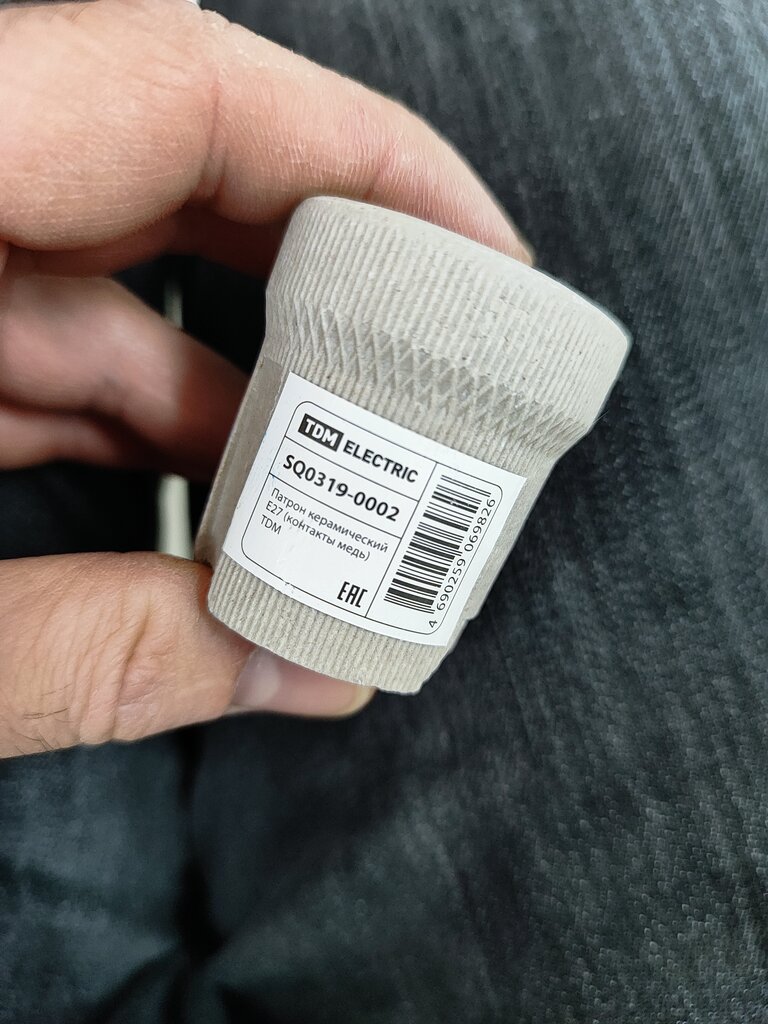 TDM ELECTRIC
SQ0319-0002
Патрон керамический
E27 (контакты медь)
TDM
EAC
4 690259 069826